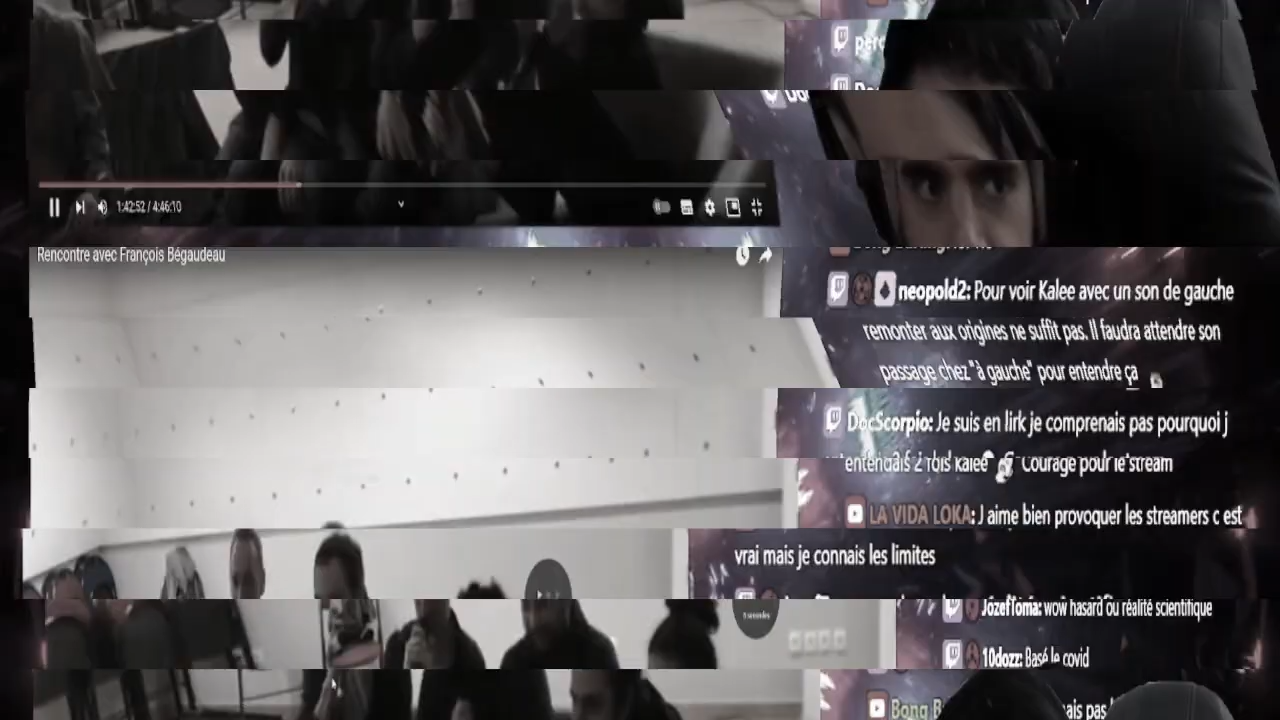 1:42:52 / 4:46:10
Rencontre avec François Bégaudeau
neopold2: Pour voir Kalee avec un son de gauche
remonter aux origines ne suffit pas. Il faudra attendre son
passage chez "à gauche" pour entendre ça
DocScorpio: Je suis en lirk je comprenais pas pourquoi j
entendais 2 fois kalee Courage pour le stream
LA VIDA LOKA: J aime bien provoquer les streamers c est
vrai mais je connais les limites
5 secondes
JozefToma: wow hasard ou réalité scientifique
10dozz: Basé le covid
Bong